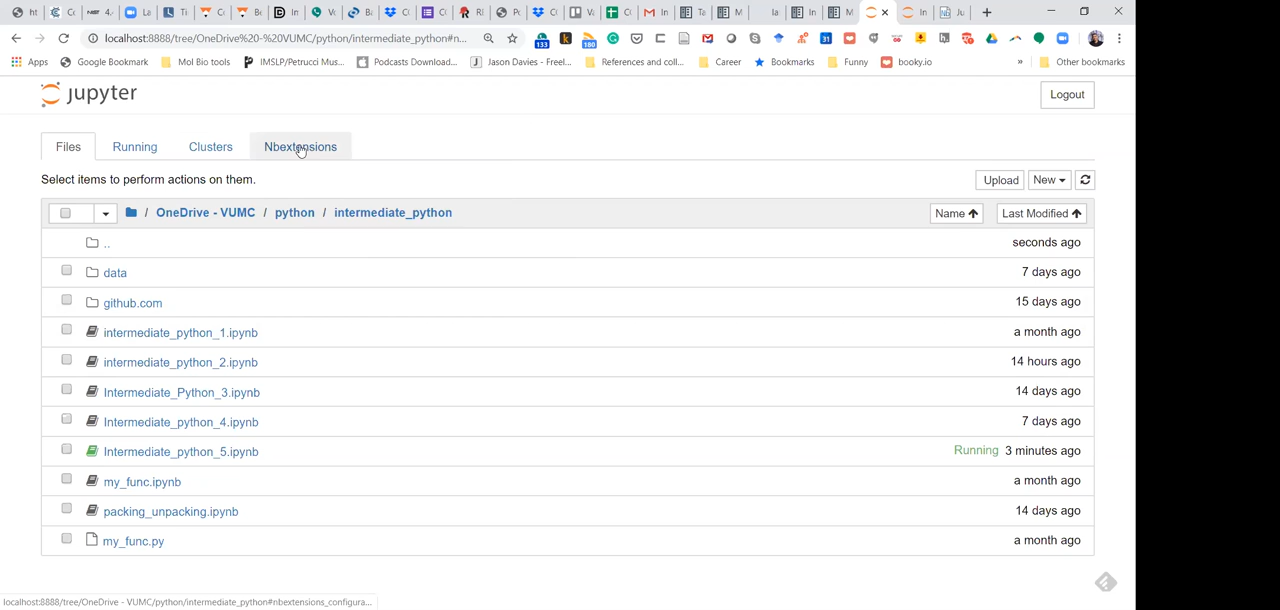 localhost:8888/tree/OneDrive%20-%20VUMC/python/intermediate_python#n...
133
180
31
Apps
Google Bookmark
Mol Bio tools
IMSLP/Petrucci Mus...
Podcasts Download...
Jason Davies - Freel...
References and coll...
Career
Bookmarks
Funny
booky.io
»
Other bookmarks
jupyter
Logout
Files
Running
Clusters
Nbextensions
Select items to perform actions on them.
Upload
New
/ OneDrive - VUMC / python / intermediate_python
Name
Last Modified
.. seconds ago
data 7 days ago
github.com 15 days ago
intermediate_python_1.ipynb a month ago
intermediate_python_2.ipynb 14 hours ago
Intermediate_Python_3.ipynb 14 days ago
Intermediate_python_4.ipynb 7 days ago
Intermediate_python_5.ipynb Running 3 minutes ago
my_func.ipynb a month ago
packing_unpacking.ipynb 14 days ago
my_func.py a month ago
localhost:8888/tree/OneDrive - VUMC/python/intermediate_python#nbextensions_configura...